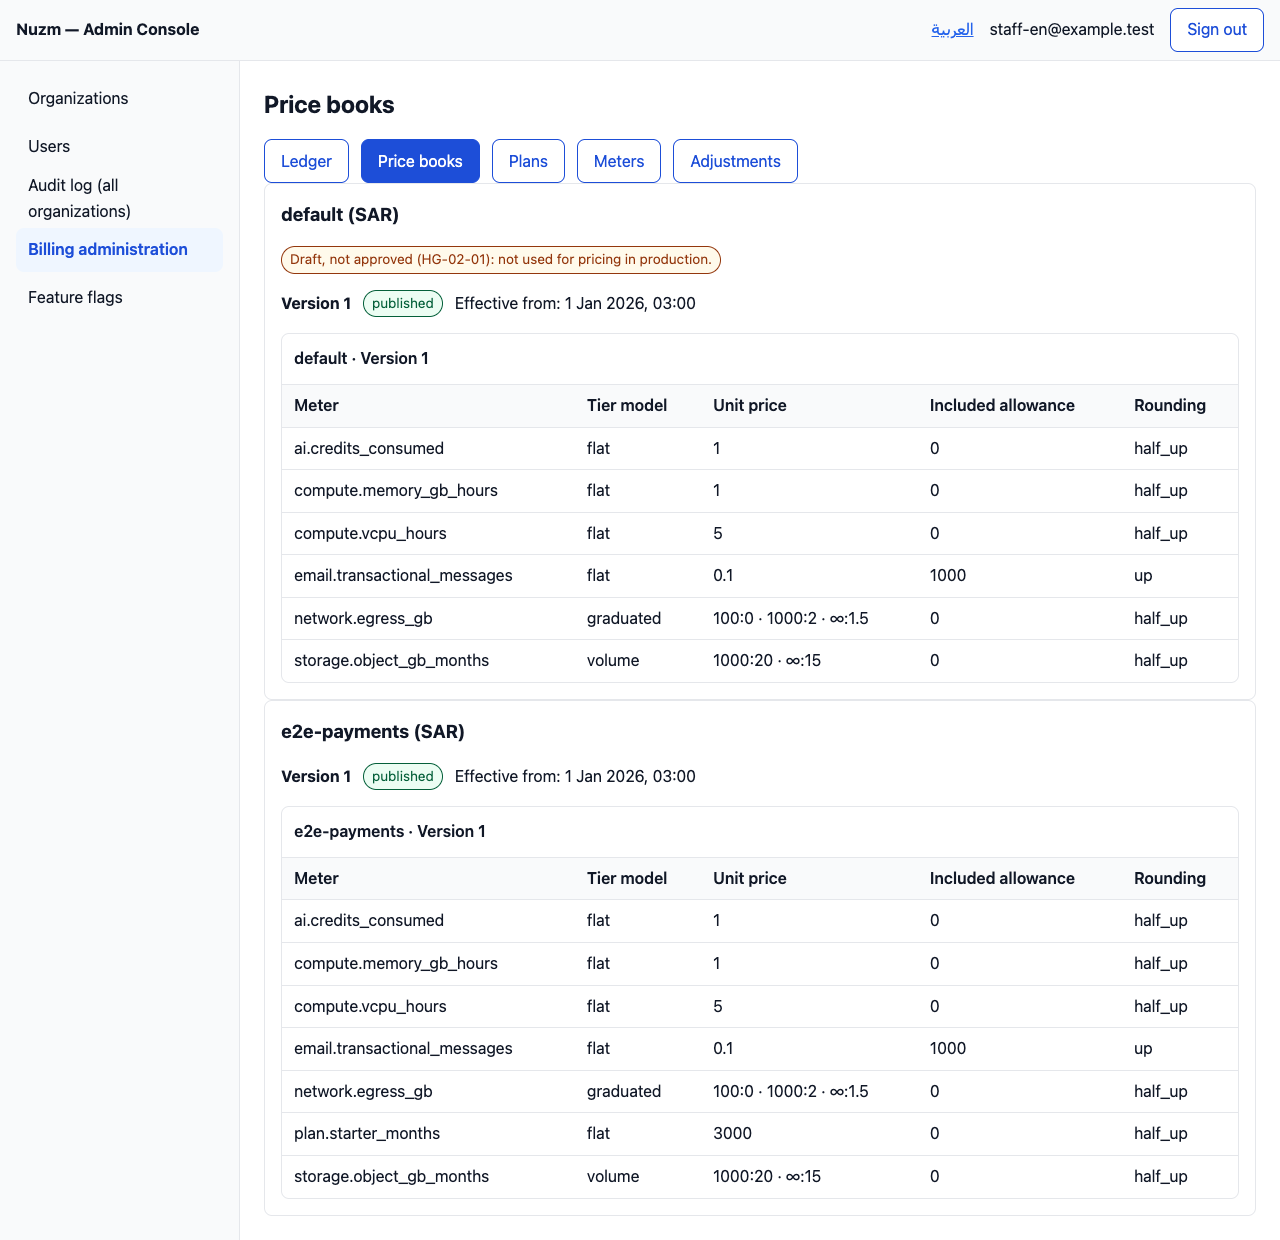 Nuzm — Admin Console
العربية
staff-en@example.test
Sign out
Organizations
Users
Audit log (all
organizations)
Billing administration
Feature flags
Price books
Ledger
Price books
Plans
Meters
Adjustments
default (SAR)
Draft, not approved (HG-02-01): not used for pricing in production.
Version 1 published Effective from: 1 Jan 2026, 03:00
default · Version 1
Meter Tier model Unit price Included allowance Rounding
ai.credits_consumed flat 1 0 half_up
compute.memory_gb_hours flat 1 0 half_up
compute.vcpu_hours flat 5 0 half_up
email.transactional_messages flat 0.1 1000 up
network.egress_gb graduated 100:0 · 1000:2 · ∞:1.5 0 half_up
storage.object_gb_months volume 1000:20 · ∞:15 0 half_up
e2e-payments (SAR)
Version 1 published Effective from: 1 Jan 2026, 03:00
e2e-payments · Version 1
Meter Tier model Unit price Included allowance Rounding
ai.credits_consumed flat 1 0 half_up
compute.memory_gb_hours flat 1 0 half_up
compute.vcpu_hours flat 5 0 half_up
email.transactional_messages flat 0.1 1000 up
network.egress_gb graduated 100:0 · 1000:2 · ∞:1.5 0 half_up
plan.starter_months flat 3000 0 half_up
storage.object_gb_months volume 1000:20 · ∞:15 0 half_up